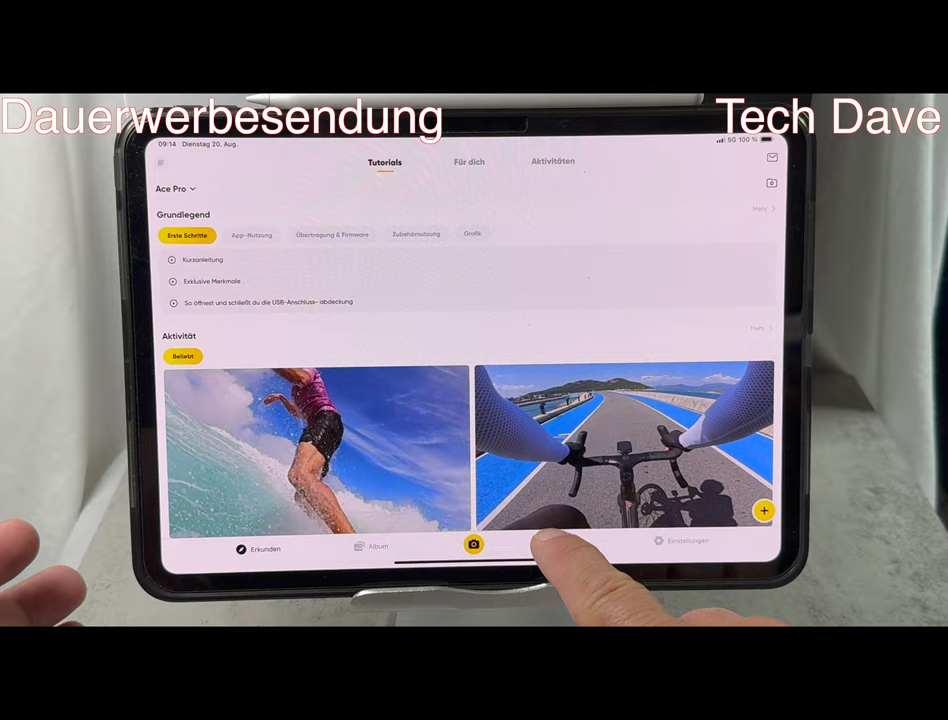 Dauerwerbesendung
Tech Dave
09:14 Dienstag 20. Aug.
5G 100 %
Tutorials
Für dich
Aktivitäten
Ace Pro
Grundlegend
Mehr
Erste Schritte
App-Nutzung
Übertragung & Firmware
Zubehörnutzung
Grafik
Kurzanleitung
Exklusive Merkmale
So öffnest und schließt du die USB-Anschluss- abdeckung
Aktivität
Mehr
Beliebt
Erkunden
Album
Einstellungen